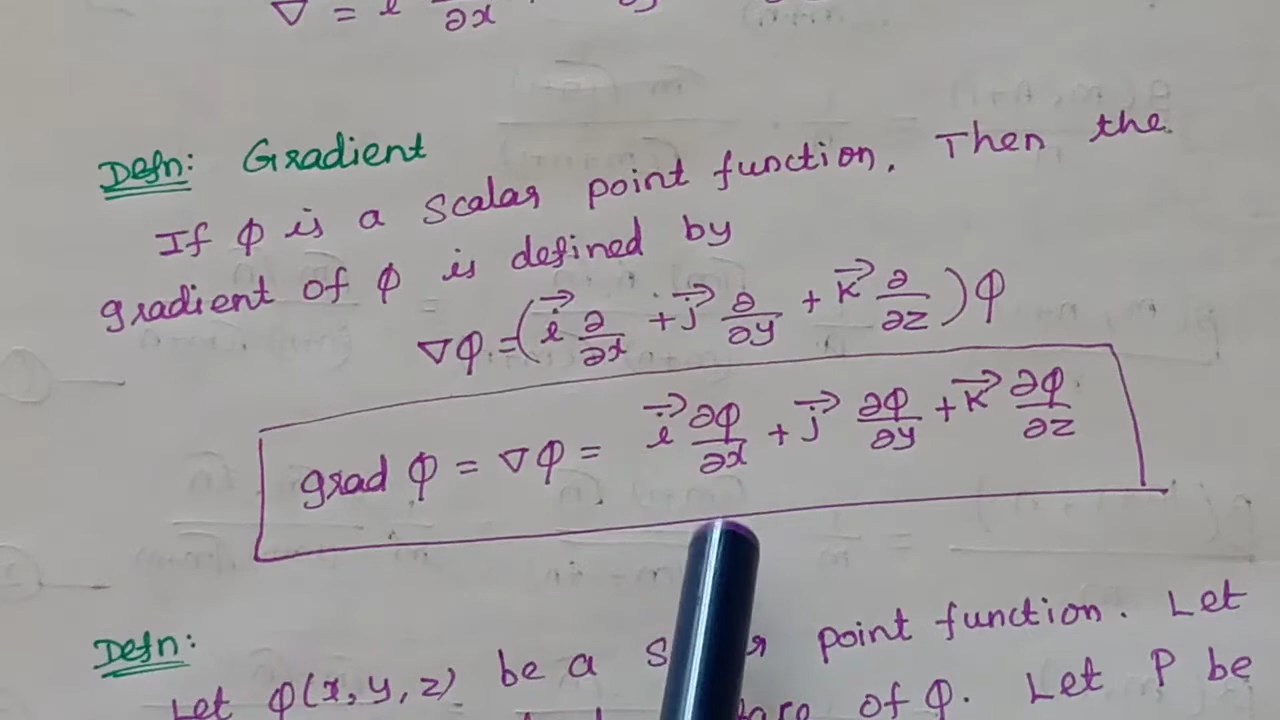 ∇ = i ∂x
Defn: Gradient
If φ is a scalar point function. Then the
gradient of φ is defined by
∇φ = (i⃗ ∂/∂x + j⃗ ∂/∂y + k⃗ ∂/∂z)φ
grad φ = ∇φ = i⃗ ∂φ/∂x + j⃗ ∂φ/∂y + k⃗ ∂φ/∂z
Defn:
Let φ(x,y,z) be a point function. Let
of φ. Let P be